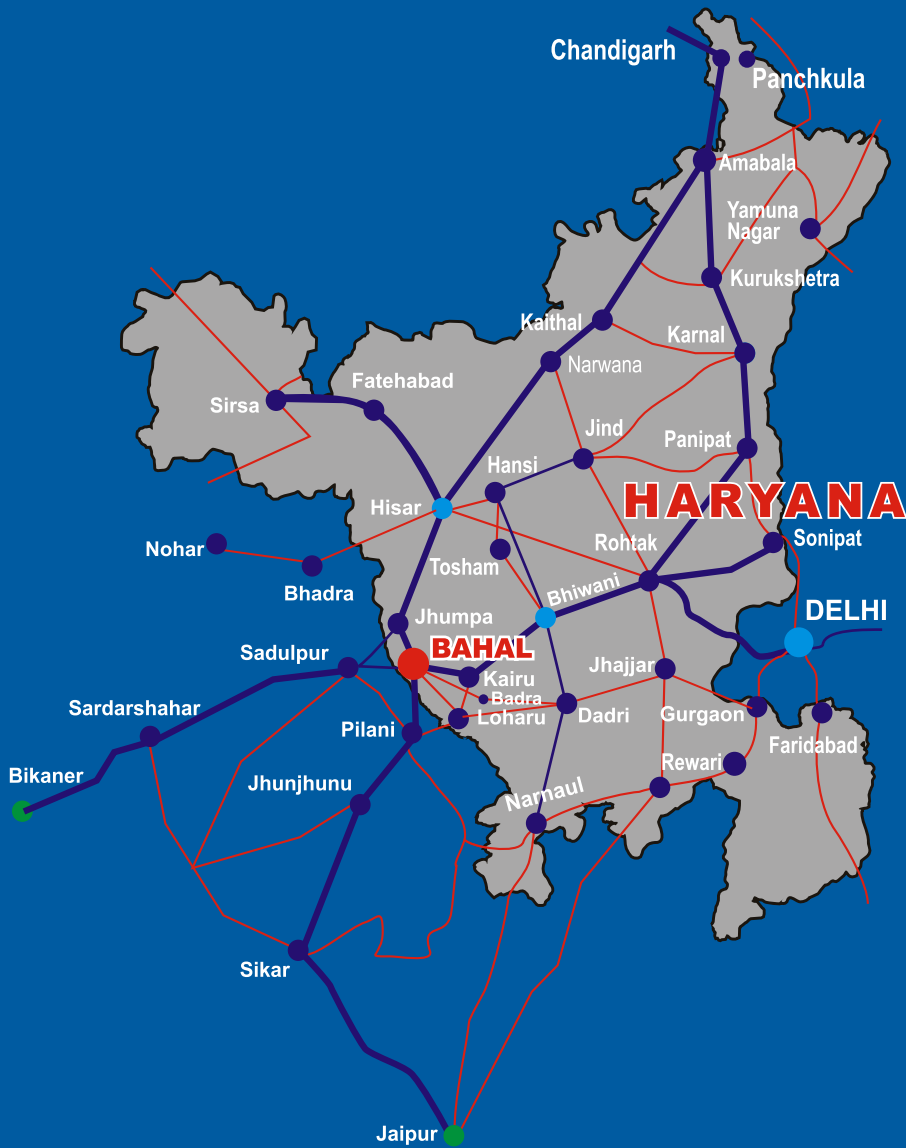 Chandigarh
Panchkula
Amabala
Yamuna
Nagar
Kurukshetra
Kaithal
Karnal
Narwana
Fatehabad
Sirsa
Jind
Panipat
Hansi
HARYANA
Hisar
Sonipat
Rohtak
Nohar
Tosham
Bhadra
Bhiwani
DELHI
Jhumpa
BAHAL
Sadulpur
Jhajjar
Kairu
Badra
Sardarshahar
Loharu
Dadri
Gurgaon
Pilani
Faridabad
Rewari
Bikaner
Jhunjhunu
Narnaul
Sikar
Jaipur